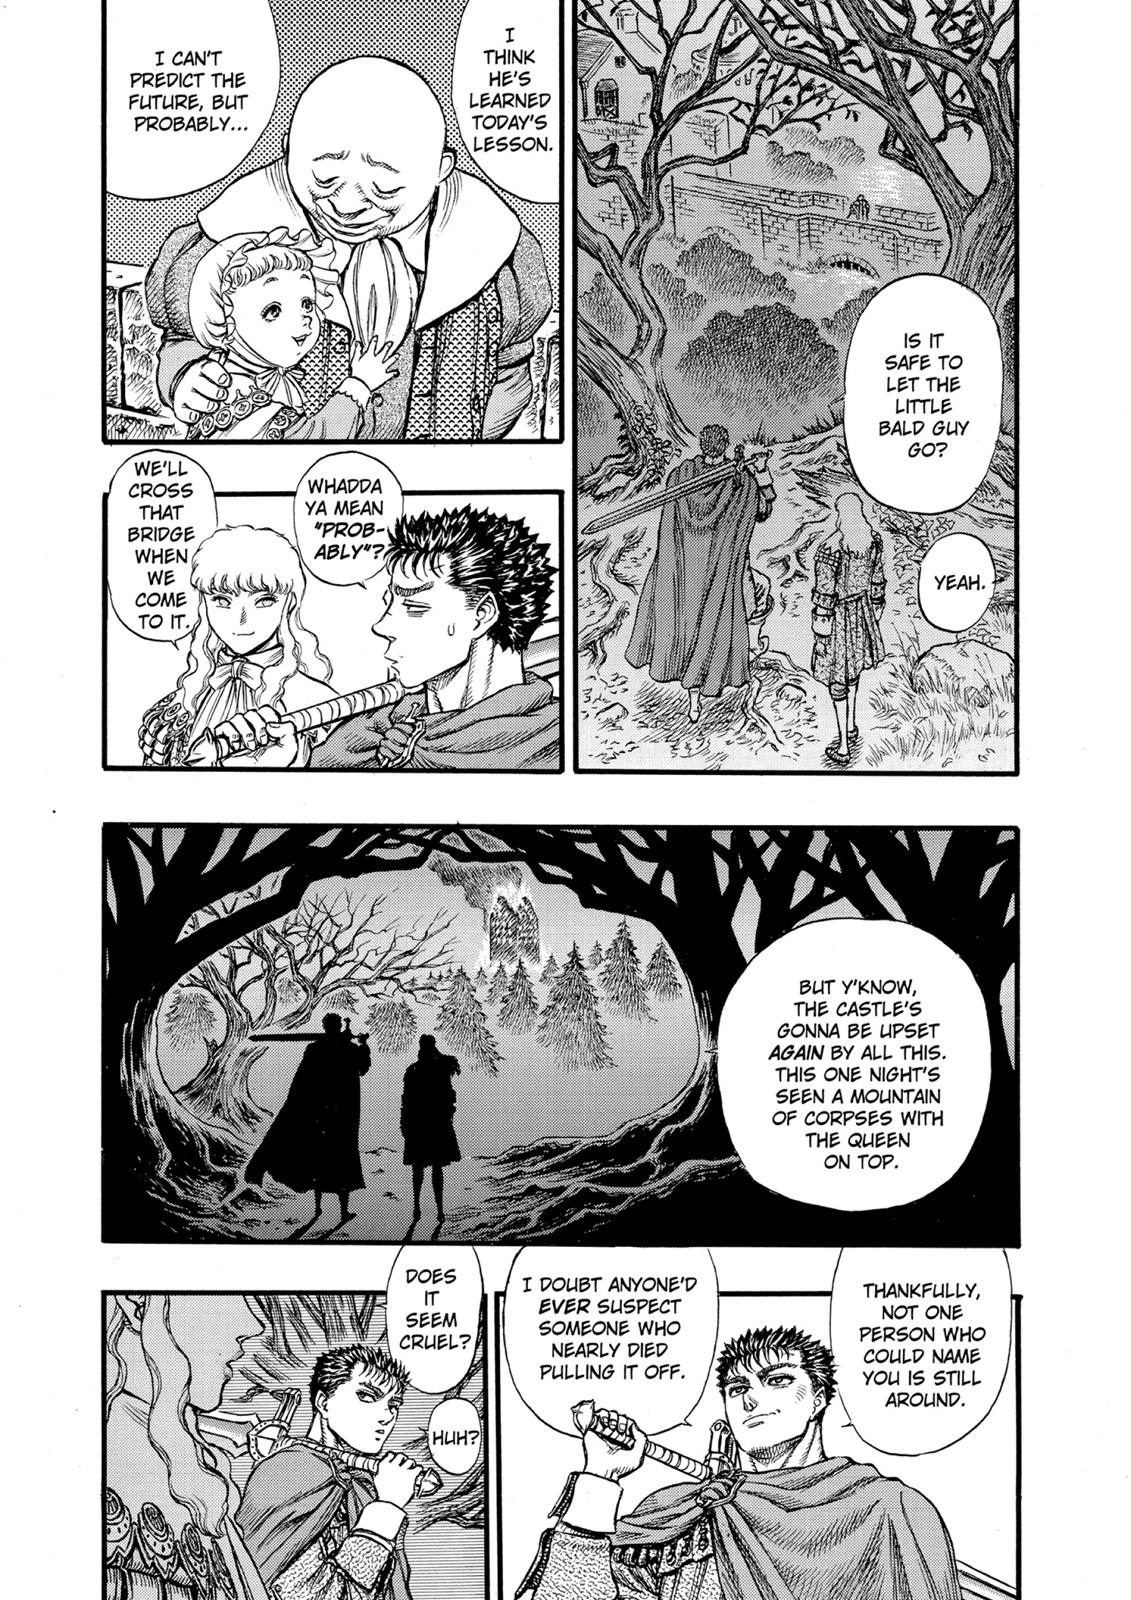 IS IT
SAFE TO
LET THE
LITTLE
BALD GUY
GO?
YEAH.
I
THINK
HE'S
LEARNED
TODAY'S
LESSON.
I CAN'T
PREDICT THE
FUTURE, BUT
PROBABLY...
WHADDA
YA MEAN
"PROB-
ABLY"?
WE'LL
CROSS
THAT
BRIDGE
WHEN
WE
COME
TO IT.
BUT Y'KNOW,
THE CASTLE'S
GONNA BE UPSET
AGAIN BY ALL THIS.
THIS ONE NIGHT'S
SEEN A MOUNTAIN
OF CORPSES WITH
THE QUEEN
ON TOP.
THANKFULLY,
NOT ONE
PERSON WHO
COULD NAME
YOU IS STILL
AROUND.
I DOUBT ANYONE'D
EVER SUSPECT
SOMEONE WHO
NEARLY DIED
PULLING IT OFF.
DOES
IT
SEEM
CRUEL?
HUH?